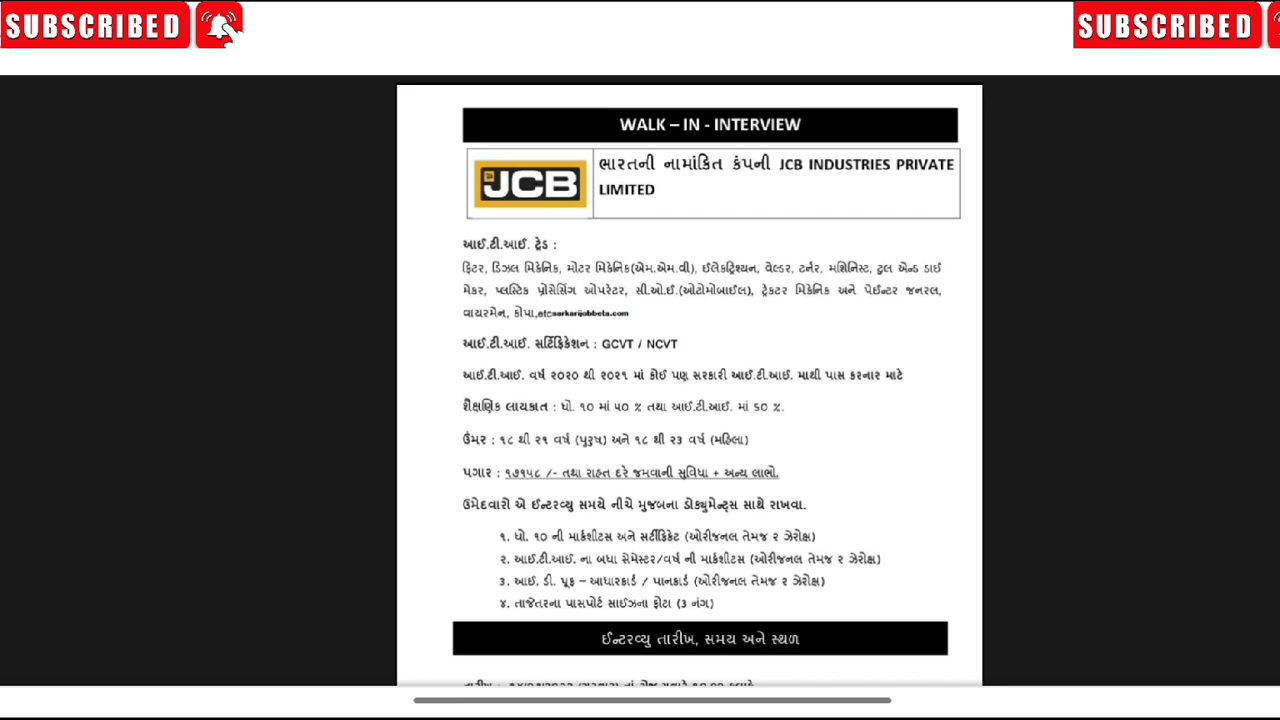 SUBSCRIBED SUBSCRIBED
WALK – IN - INTERVIEW
JCB
ભારતની નામાંકિત કંપની JCB INDUSTRIES PRIVATE
LIMITED
આઈ.ટી.આઈ. ટ્રેડ :
ફિટર, ડિઝલ મિકેનિક, મોટર મિકેનિક(એમ.એમ.વી), ઈલેકટ્રિશ્યન, વેલ્ડર, ટર્નર, મશિનિસ્ટ, ટુલ એન્ડ ડાઈ
મેકર, પ્લાસ્ટિક પ્રોસેસિંગ ઓપરેટર, સી.ઓ.ઈ.(ઓટોમોબાઈલ), ટ્રેકટર મિકેનિક અને પેઈન્ટર જનરલ,
વાયરમેન, કોપા,etcsarkarijobbeta.com
આઈ.ટી.આઈ. સર્ટિફિકેશન : GCVT / NCVT
આઈ.ટી.આઈ. વર્ષ ૨૦૨૦ થી ૨૦૨૧ માં કોઈ પણ સરકારી આઈ.ટી.આઈ. માથી પાસ કરનાર માટે
શૈક્ષણિક લાયકાત : ધો. ૧૦ માં ૫૦ % તથા આઈ.ટી.આઈ. માં ૬૦ %.
ઉંમર : ૧૮ થી ૨૧ વર્ષ (પુરુષ) અને ૧૮ થી ૨૩ વર્ષ (મહિલા)
પગાર : ૧૭૧૫૮ /- તથા રાહત દરે જમવાની સુવિધા + અન્ય લાભો.
ઉમેદવારો એ ઈન્ટરવ્યુ સમયે નીચે મુજબના ડોક્યુમેન્ટ્સ સાથે રાખવા.
૧. ધો. ૧૦ ની માર્કશીટસ અને સર્ટીફિકેટ (ઓરીજનલ તેમજ ૨ ઝેરોક્ષ)
૨. આઈ.ટી.આઈ. ના બધા સેમેસ્ટર/વર્ષ ની માર્કશીટસ (ઓરીજનલ તેમજ ૨ ઝેરોક્ષ)
૩. આઈ. ડી. પૂફ – આધારકાર્ડ / પાનકાર્ડ (ઓરીજનલ તેમજ ૨ ઝેરોક્ષ)
૪. તાજેતરના પાસપોર્ટ સાઈઝના ફોટા (૩ નંગ)
ઈન્ટરવ્યુ તારીખ, સમય અને સ્થળ